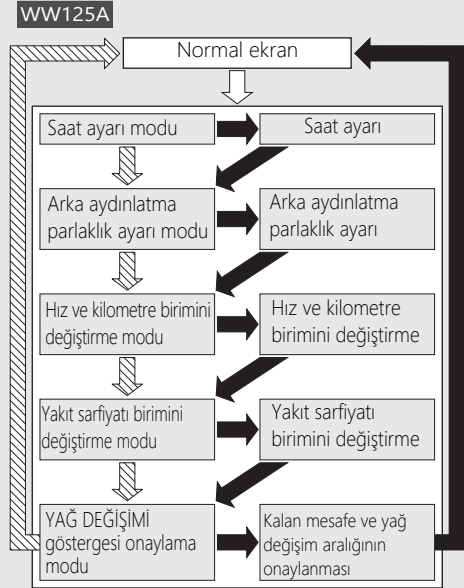 WW125A
Normal ekran
Saat ayarı modu
Saat ayarı
Arka aydınlatma
parlaklık ayarı modu
Arka aydınlatma
parlaklık ayarı
Hız ve kilometre birimini
değiştirme modu
Hız ve kilometre
birimini değiştirme
Yakıt sarfiyatı birimini
değiştirme modu
Yakıt sarfiyatı
birimini değiştirme
YAĞ DEĞİŞİMİ
göstergesi onaylama
modu
Kalan mesafe ve yağ
değişim aralığının
onaylanması